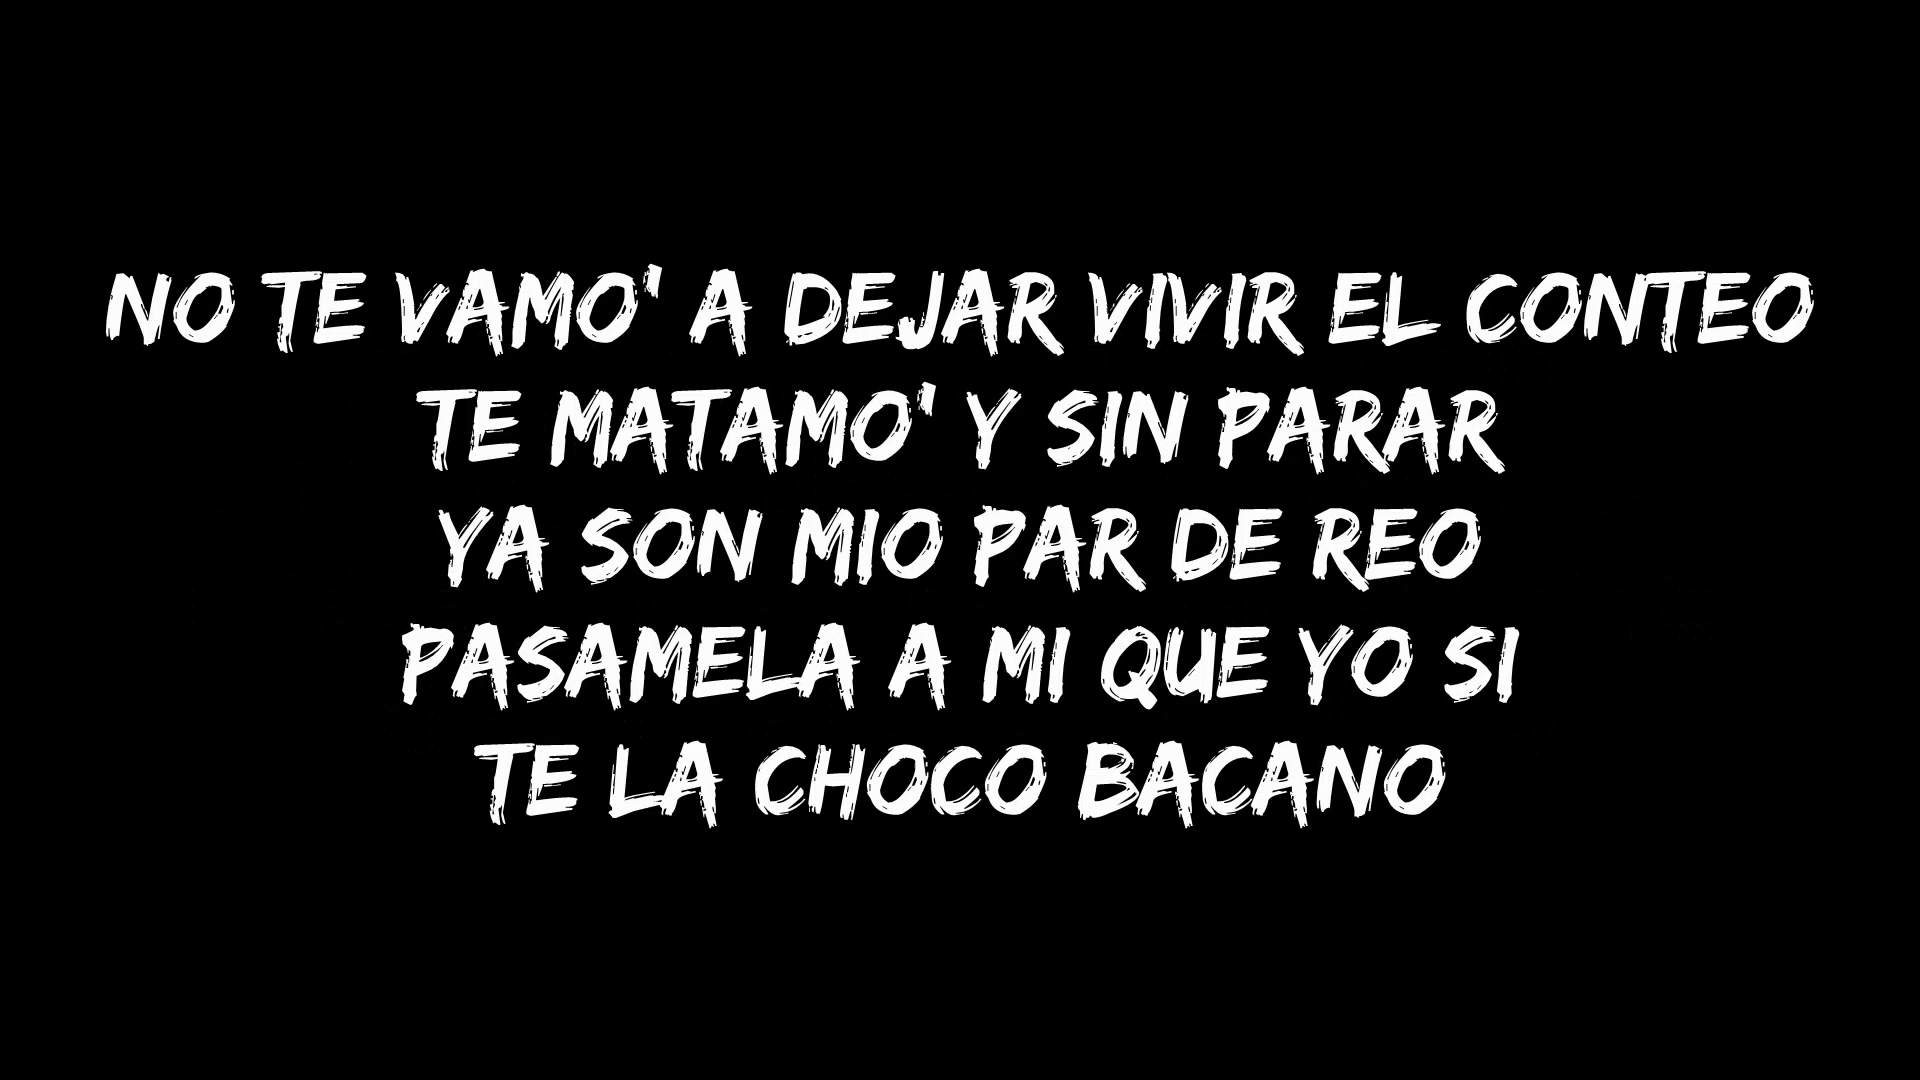 NO TE VAMO' A DEJAR VIVIR EL CONTEO
TE MATAMO' Y SIN PARAR
YA SON MIO PAR DE REO
PASAMELA A MI QUE YO SI
TE LA CHOCO BACANO